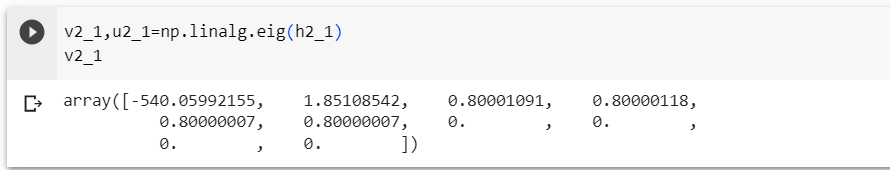 v2_1,u2_1=np.linalg.eig(h2_1)
v2_1
array([-540.05992155,    1.85108542,    0.80001091,    0.80000118,
          0.80000007,    0.80000007,    0.        ,    0.        ,
          0.        ,    0.        ])